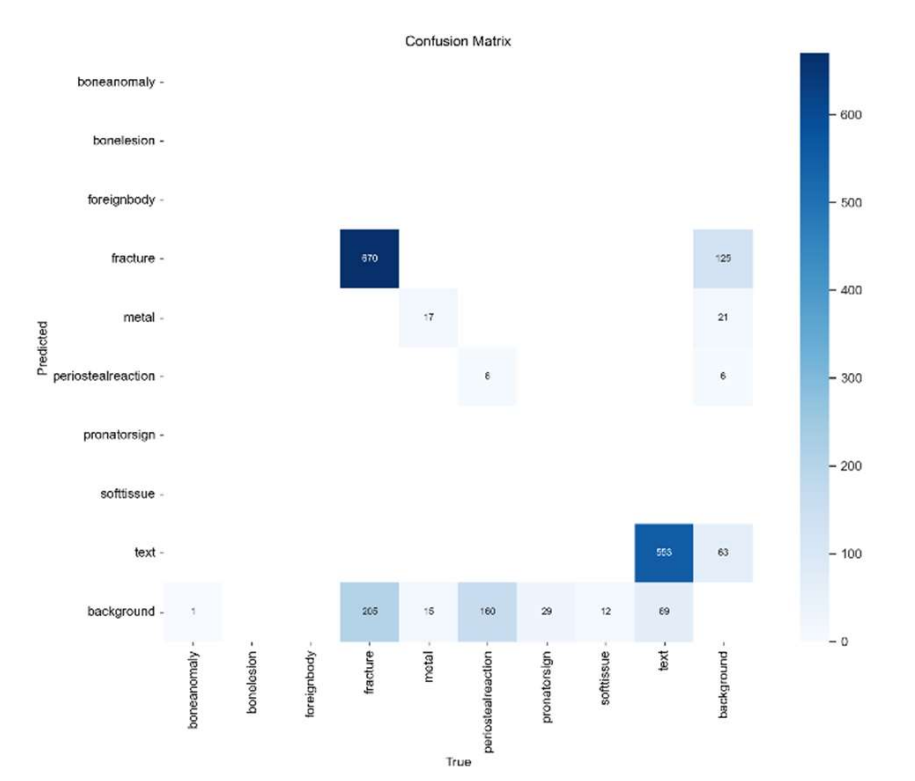 Confusion Matrix
boneanomaly
bonelesion
foreignbody
fracture 670 125
metal 17 21
periostealreaction 6 6
pronatorsign
softtissue
text 63
background 1 205 15 160 29 12 69
Predicted
boneanomaly
bonelesion
foreignbody
fracture
metal
periostealreaction
pronatorsign
softtissue
text
background
True
600
500
400
300
200
100
0